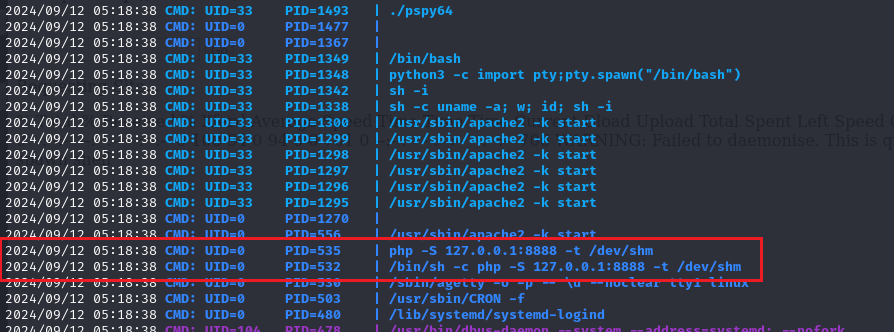 2024/09/12 05:18:38 CMD: UID=33 PID=1493 | ./pspy64
2024/09/12 05:18:38 CMD: UID=0 PID=1477 |
2024/09/12 05:18:38 CMD: UID=0 PID=1367 |
2024/09/12 05:18:38 CMD: UID=33 PID=1349 | /bin/bash
2024/09/12 05:18:38 CMD: UID=33 PID=1348 | python3 -c import pty;pty.spawn("/bin/bash")
2024/09/12 05:18:38 CMD: UID=33 PID=1342 | sh -i
2024/09/12 05:18:38 CMD: UID=33 PID=1338 | sh -c uname -a; w; id; sh -i
2024/09/12 05:18:38 CMD: UID=33 PID=1300 | /usr/sbin/apache2 -k start
2024/09/12 05:18:38 CMD: UID=33 PID=1299 | /usr/sbin/apache2 -k start
2024/09/12 05:18:38 CMD: UID=33 PID=1298 | /usr/sbin/apache2 -k start
2024/09/12 05:18:38 CMD: UID=33 PID=1297 | /usr/sbin/apache2 -k start
2024/09/12 05:18:38 CMD: UID=33 PID=1296 | /usr/sbin/apache2 -k start
2024/09/12 05:18:38 CMD: UID=33 PID=1295 | /usr/sbin/apache2 -k start
2024/09/12 05:18:38 CMD: UID=0 PID=1270 |
2024/09/12 05:18:38 CMD: UID=0 PID=556 | /usr/sbin/apache2 -k start
2024/09/12 05:18:38 CMD: UID=0 PID=535 | php -S 127.0.0.1:8888 -t /dev/shm
2024/09/12 05:18:38 CMD: UID=0 PID=532 | /bin/sh -c php -S 127.0.0.1:8888 -t /dev/shm
2024/09/12 05:18:38 CMD: UID=0 PID=530 | /sbin/agetty -o -p -- \u --noclear tty1 linux
2024/09/12 05:18:38 CMD: UID=0 PID=503 | /usr/sbin/CRON -f
2024/09/12 05:18:38 CMD: UID=0 PID=480 | /lib/systemd/systemd-logind
2024/09/12 05:18:38 CMD: UID=104 PID=478 | /usr/bin/dbus-daemon --system --address=systemd: --nofork